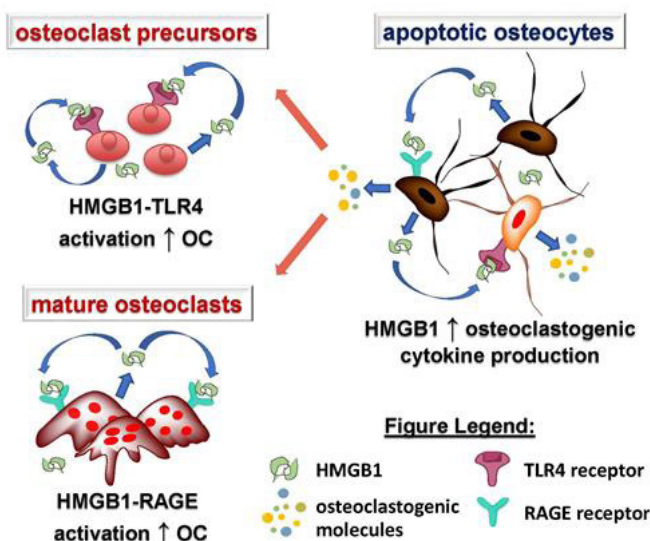 osteoclast precursors
HMGB1-TLR4
activation ↑ OC
apoptotic osteocytes
HMGB1 ↑ osteoclastogenic
cytokine production
mature osteoclasts
HMGB1-RAGE
activation ↑ OC
Figure Legend:
HMGB1
TLR4 receptor
osteoclastogenic
molecules
RAGE receptor